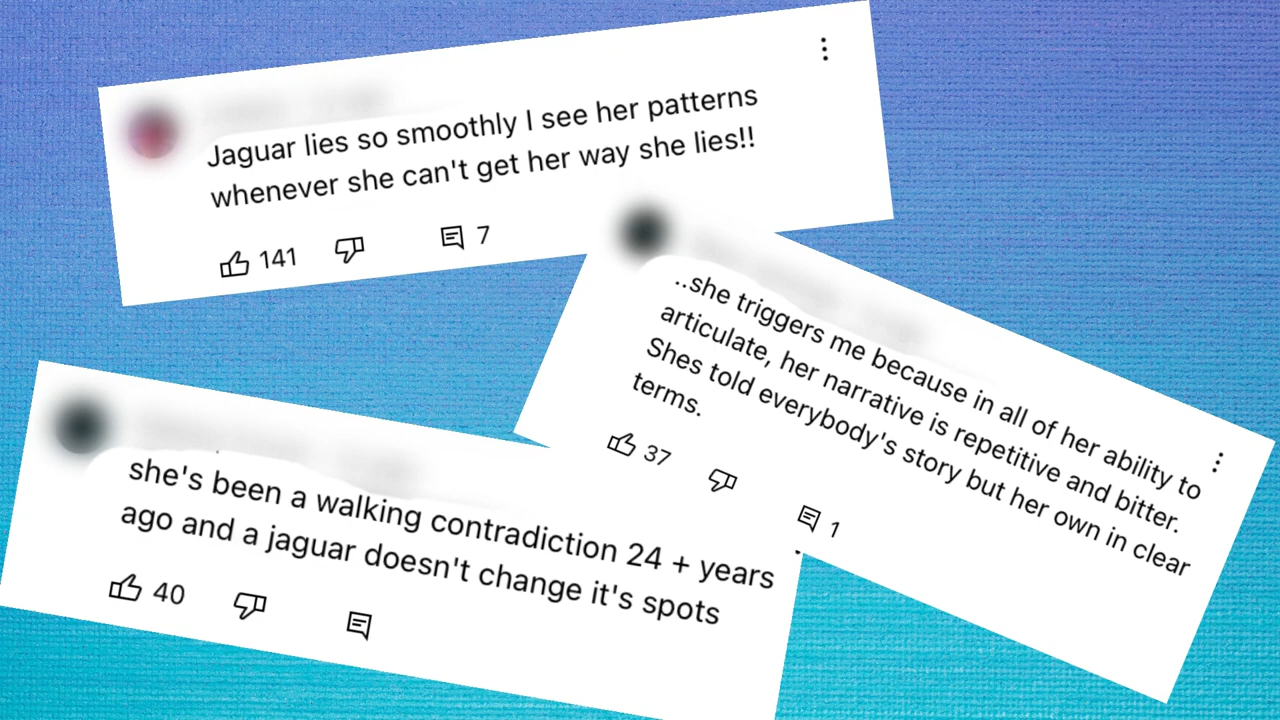 Jaguar lies so smoothly I see her patterns
whenever she can't get her way she lies!!
141
7
..she triggers me because in all of her ability to
articulate, her narrative is repetitive and bitter.
Shes told everybody's story but her own in clear
terms.
37
1
she's been a walking contradiction 24 + years
ago and a jaguar doesn't change it's spots
40